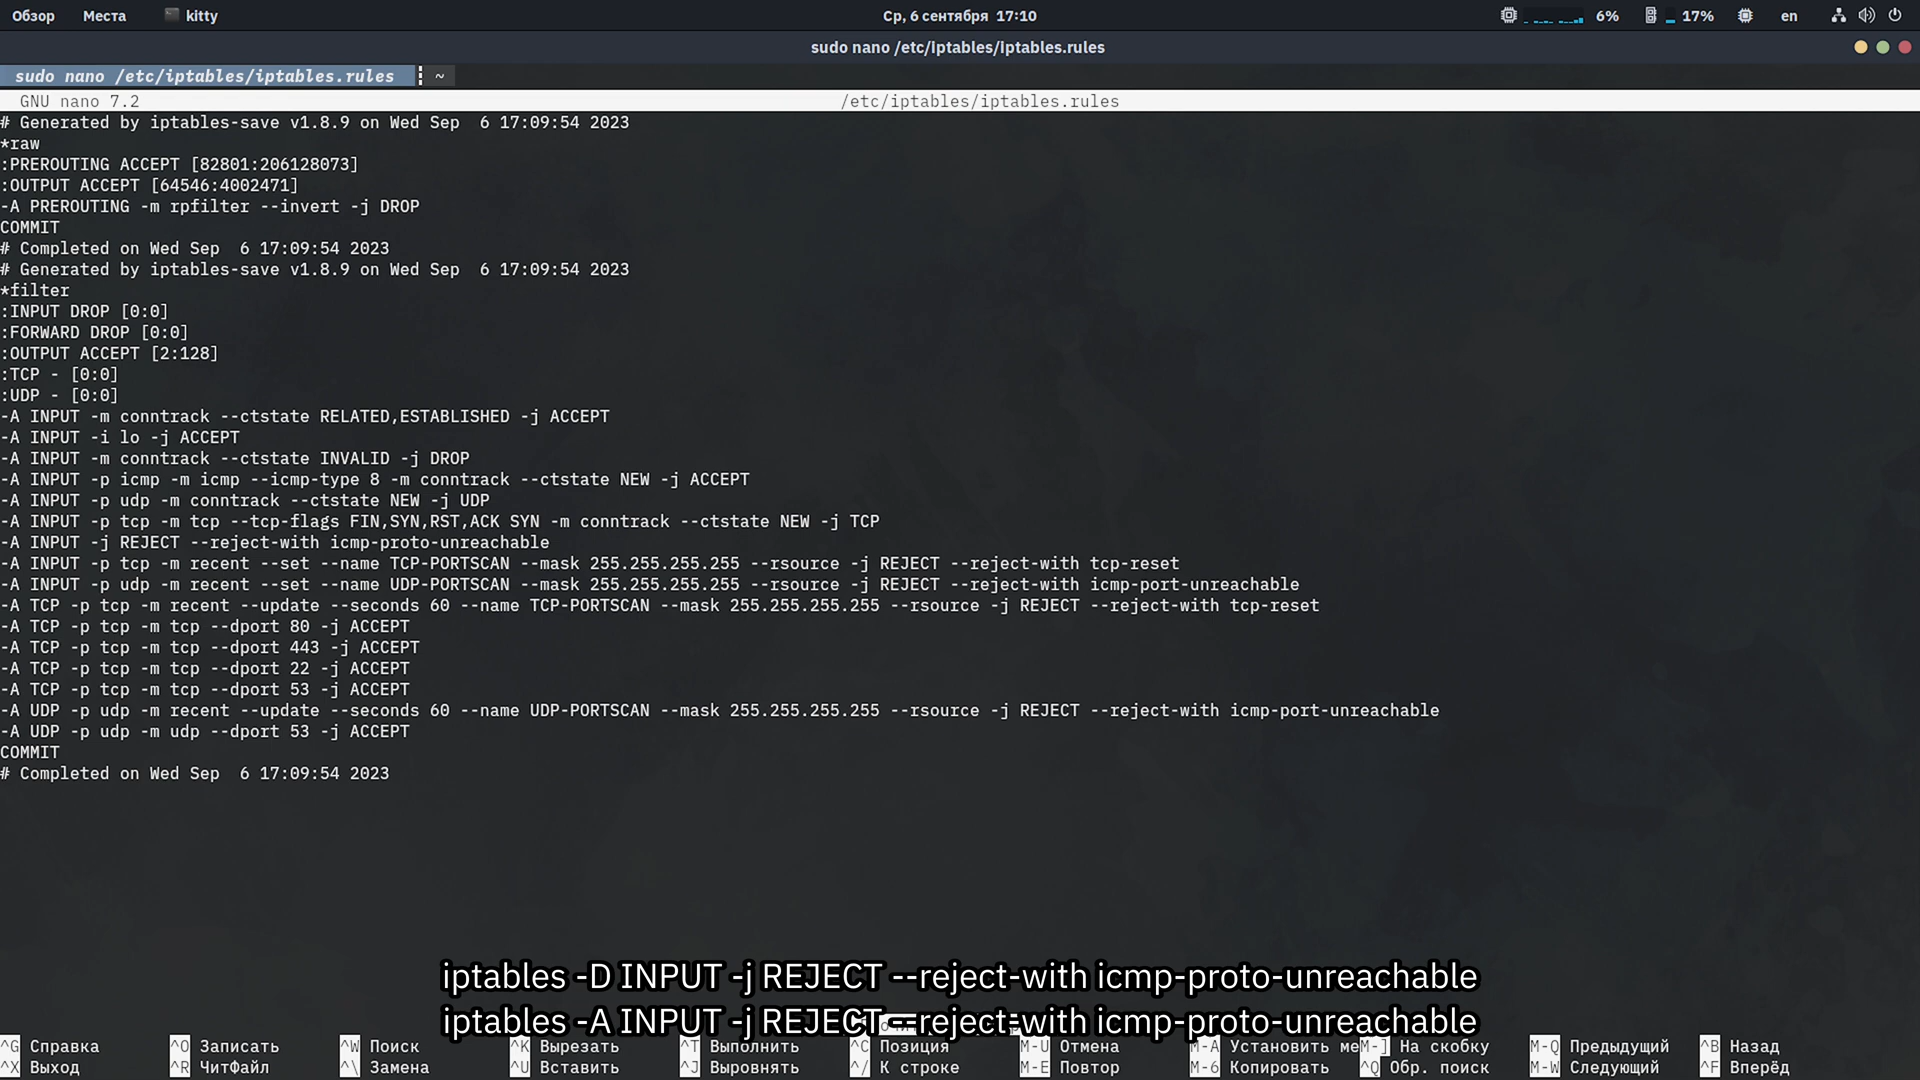 Обзор Места kitty Ср, 6 сентября 17:10 6% 17% en
sudo nano /etc/iptables/iptables.rules
sudo nano /etc/iptables/iptables.rules ~
GNU nano 7.2 /etc/iptables/iptables.rules
# Generated by iptables-save v1.8.9 on Wed Sep  6 17:09:54 2023
*raw
:PREROUTING ACCEPT [82801:206128073]
:OUTPUT ACCEPT [64546:4002471]
-A PREROUTING -m rpfilter --invert -j DROP
COMMIT
# Completed on Wed Sep  6 17:09:54 2023
# Generated by iptables-save v1.8.9 on Wed Sep  6 17:09:54 2023
*filter
:INPUT DROP [0:0]
:FORWARD DROP [0:0]
:OUTPUT ACCEPT [2:128]
:TCP - [0:0]
:UDP - [0:0]
-A INPUT -m conntrack --ctstate RELATED,ESTABLISHED -j ACCEPT
-A INPUT -i lo -j ACCEPT
-A INPUT -m conntrack --ctstate INVALID -j DROP
-A INPUT -p icmp -m icmp --icmp-type 8 -m conntrack --ctstate NEW -j ACCEPT
-A INPUT -p udp -m conntrack --ctstate NEW -j UDP
-A INPUT -p tcp -m tcp --tcp-flags FIN,SYN,RST,ACK SYN -m conntrack --ctstate NEW -j TCP
-A INPUT -j REJECT --reject-with icmp-proto-unreachable
-A INPUT -p tcp -m recent --set --name TCP-PORTSCAN --mask 255.255.255.255 --rsource -j REJECT --reject-with tcp-reset
-A INPUT -p udp -m recent --set --name UDP-PORTSCAN --mask 255.255.255.255 --rsource -j REJECT --reject-with icmp-port-unreachable
-A TCP -p tcp -m recent --update --seconds 60 --name TCP-PORTSCAN --mask 255.255.255.255 --rsource -j REJECT --reject-with tcp-reset
-A TCP -p tcp -m tcp --dport 80 -j ACCEPT
-A TCP -p tcp -m tcp --dport 443 -j ACCEPT
-A TCP -p tcp -m tcp --dport 22 -j ACCEPT
-A TCP -p tcp -m tcp --dport 53 -j ACCEPT
-A UDP -p udp -m recent --update --seconds 60 --name UDP-PORTSCAN --mask 255.255.255.255 --rsource -j REJECT --reject-with icmp-port-unreachable
-A UDP -p udp -m udp --dport 53 -j ACCEPT
COMMIT
# Completed on Wed Sep  6 17:09:54 2023
iptables -D INPUT -j REJECT --reject-with icmp-proto-unreachable
iptables -A INPUT -j REJECT --reject-with icmp-proto-unreachable
^G Справка ^O Записать ^W Поиск ^K Вырезать ^T Выполнить ^C Позиция M-U Отмена M-A Установить ме M-] На скобку M-Q Предыдущий ^B Назад
^X Выход ^R ЧитФайл ^\ Замена ^U Вставить ^J Выровнять ^/ К строке M-E Повтор M-6 Копировать ^Q Обр. поиск M-W Следующий ^F Вперёд